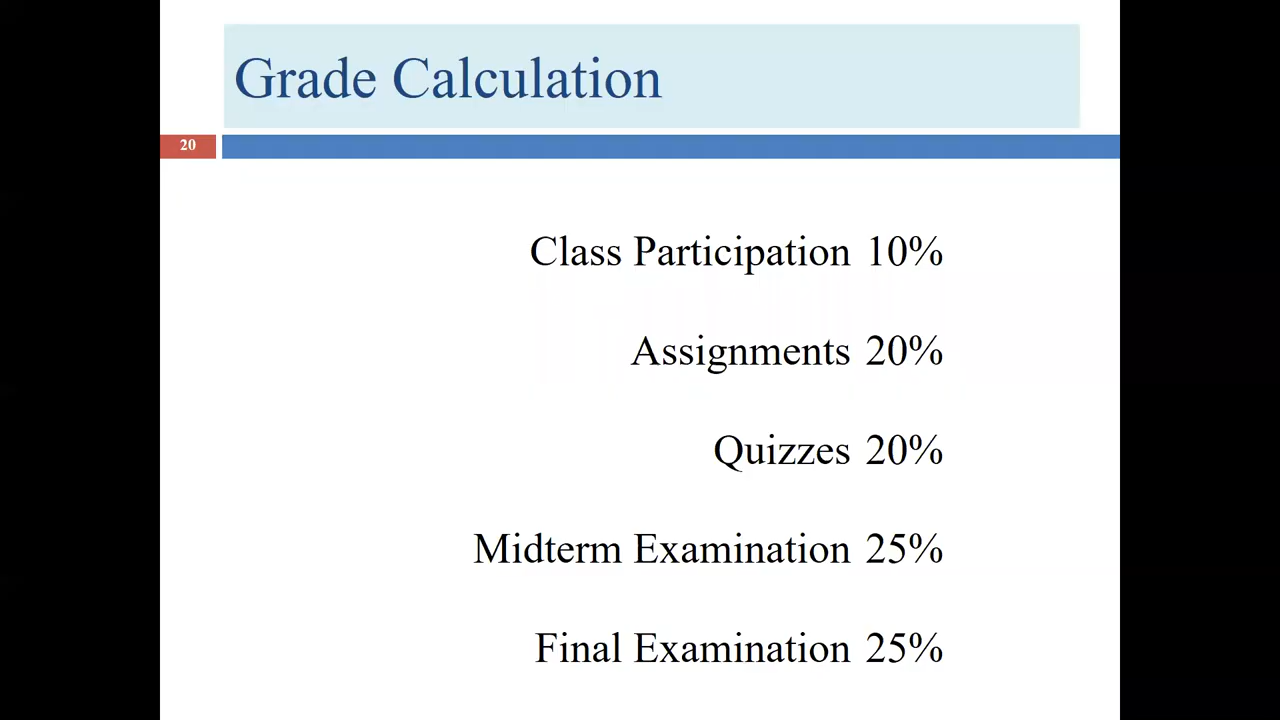 Grade Calculation
20
Class Participation 10%
Assignments 20%
Quizzes 20%
Midterm Examination 25%
Final Examination 25%